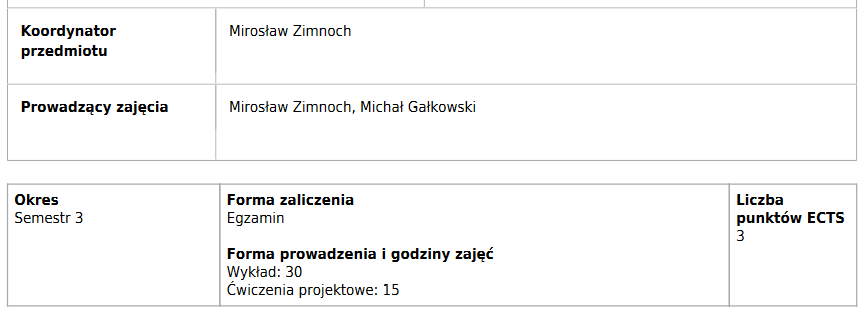 Koordynator
przedmiotu
Mirosław Zimnoch
Prowadzący zajęcia
Mirosław Zimnoch, Michał Gałkowski
Okres
Semestr 3
Forma zaliczenia
Egzamin
Forma prowadzenia i godziny zajęć
Wykład: 30
Ćwiczenia projektowe: 15
Liczba
punktów ECTS
3